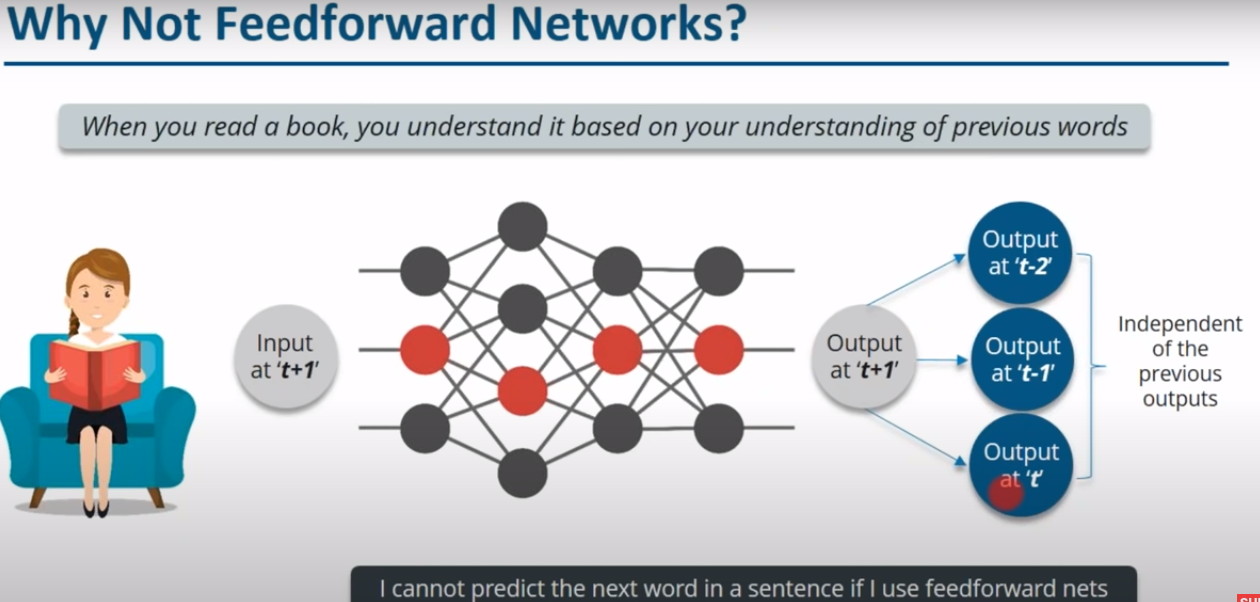 Why Not Feedforward Networks?
When you read a book, you understand it based on your understanding of previous words
Input
at 't+1'
Output
at 't+1'
Output
at 't-2'
Output
at 't-1'
Output
at 't'
Independent
of the
previous
outputs
I cannot predict the next word in a sentence if I use feedforward nets